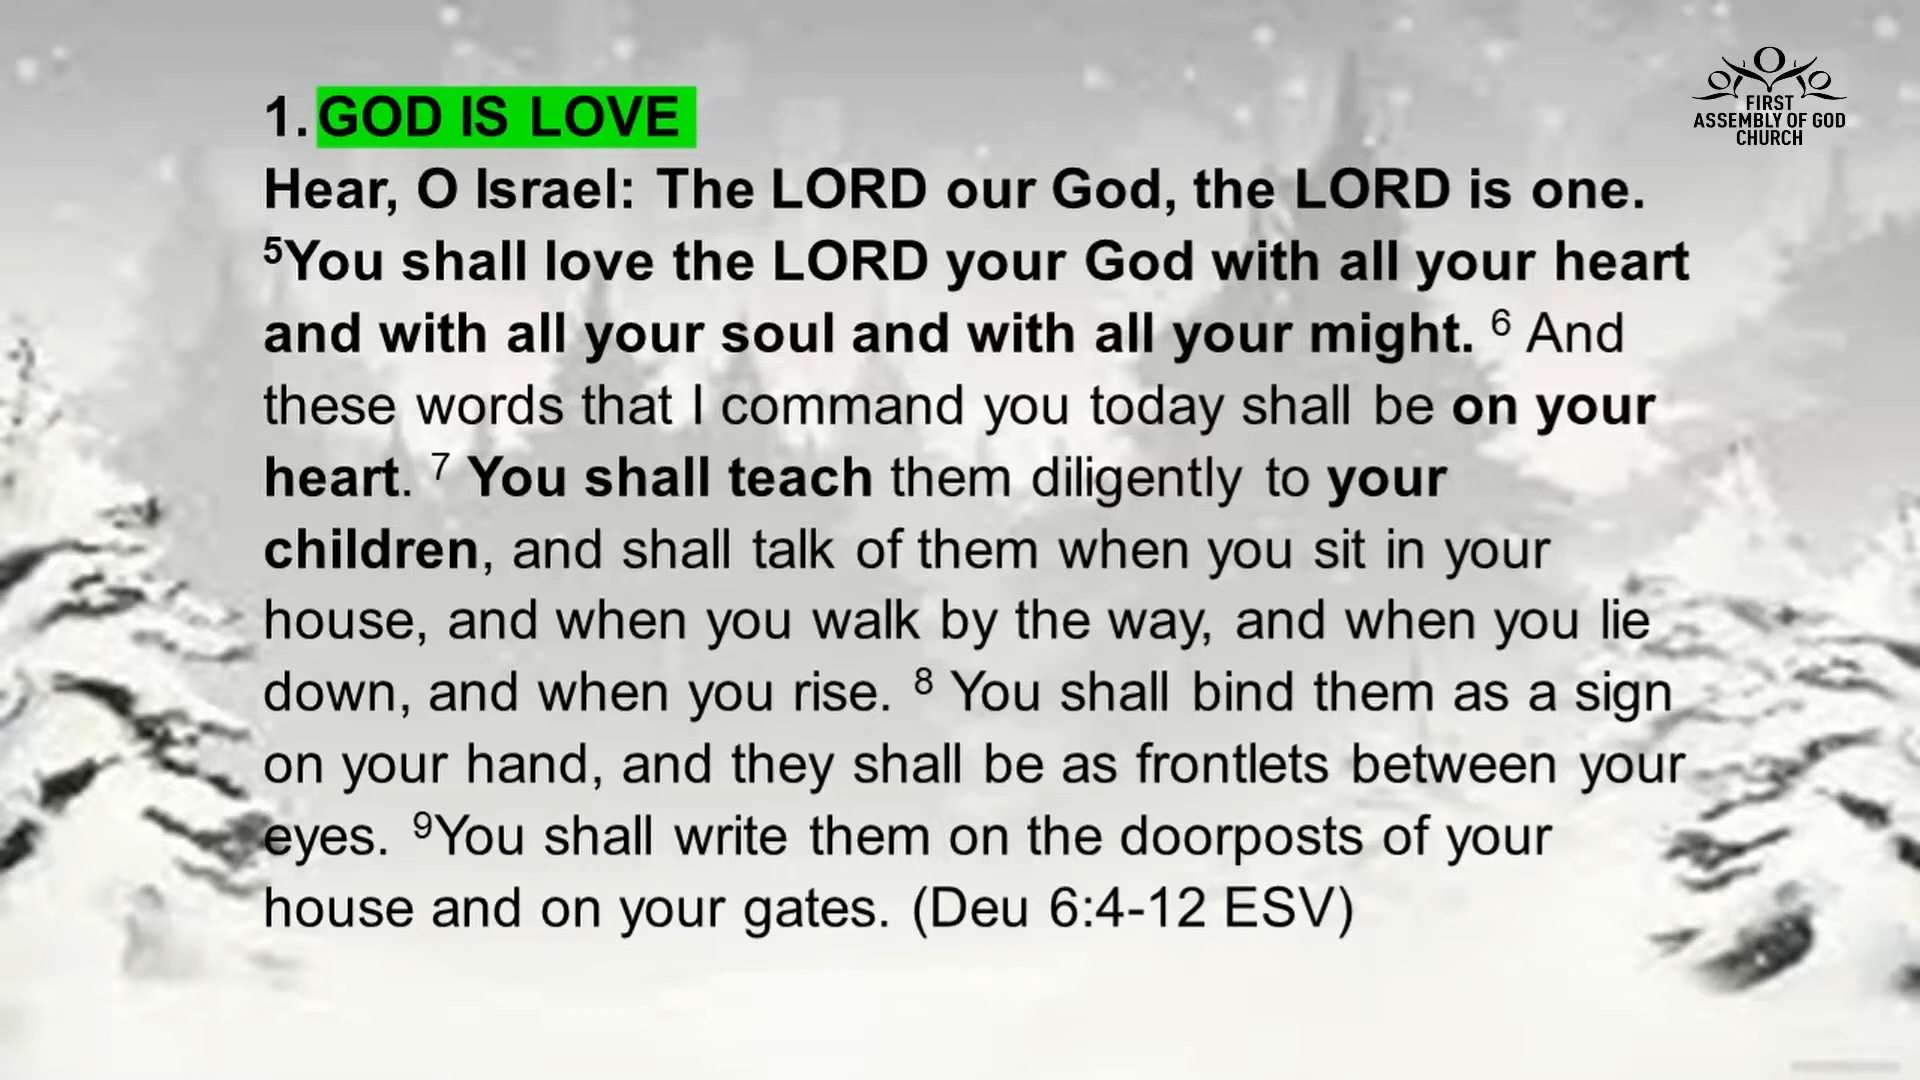 FIRST
ASSEMBLY OF GOD
CHURCH
1. GOD IS LOVE
Hear, O Israel: The LORD our God, the LORD is one.
⁵You shall love the LORD your God with all your heart
and with all your soul and with all your might. ⁶ And
these words that I command you today shall be on your
heart. ⁷ You shall teach them diligently to your
children, and shall talk of them when you sit in your
house, and when you walk by the way, and when you lie
down, and when you rise. ⁸ You shall bind them as a sign
on your hand, and they shall be as frontlets between your
eyes. ⁹You shall write them on the doorposts of your
house and on your gates. (Deu 6:4-12 ESV)